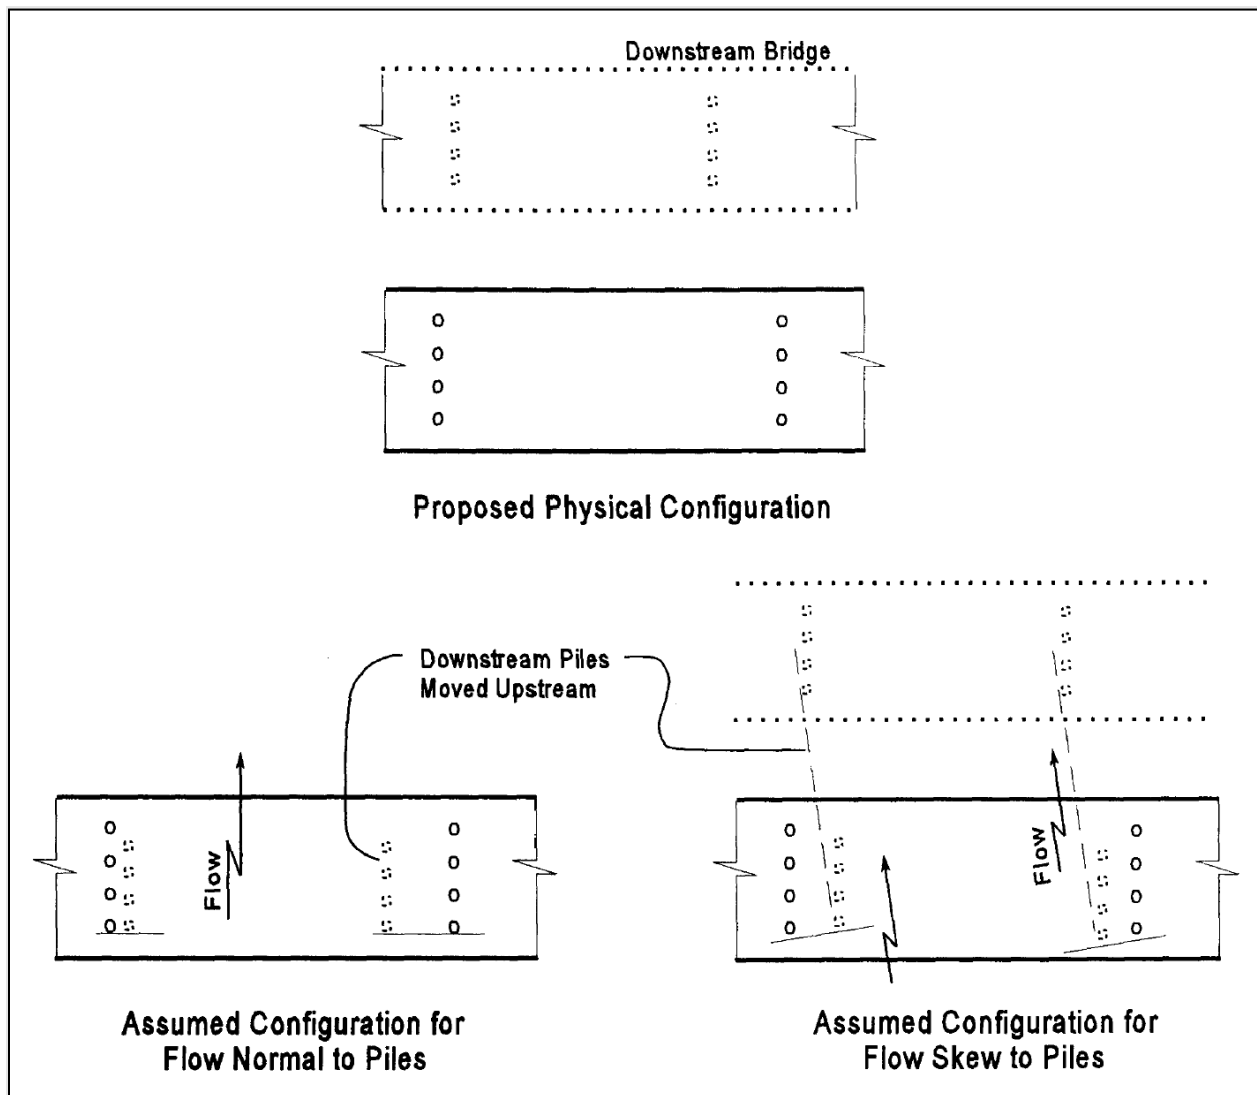 Downstream Bridge
Proposed Physical Configuration
Downstream Piles
Moved Upstream
Flow
Flow
Assumed Configuration for
Flow Normal to Piles
Assumed Configuration for
Flow Skew to Piles